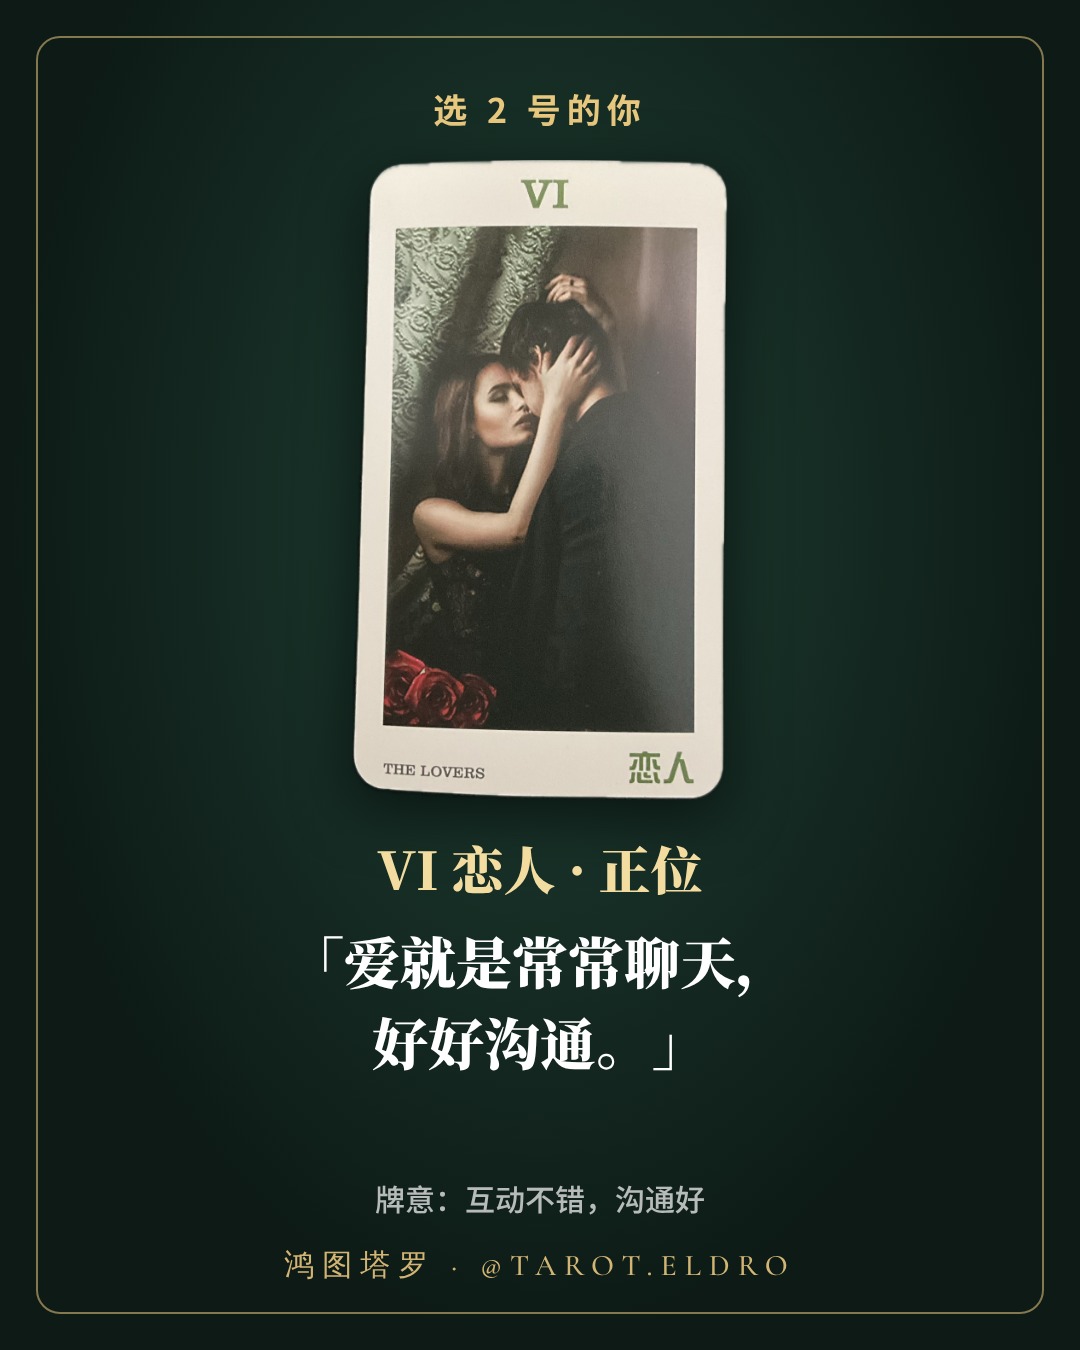 选 2 号的你
VI
THE LOVERS
恋人
VI 恋人 · 正位
「爱就是常常聊天,
好好沟通。」
牌意：互动不错，沟通好
鸿图塔罗 · @TAROT.ELDRO